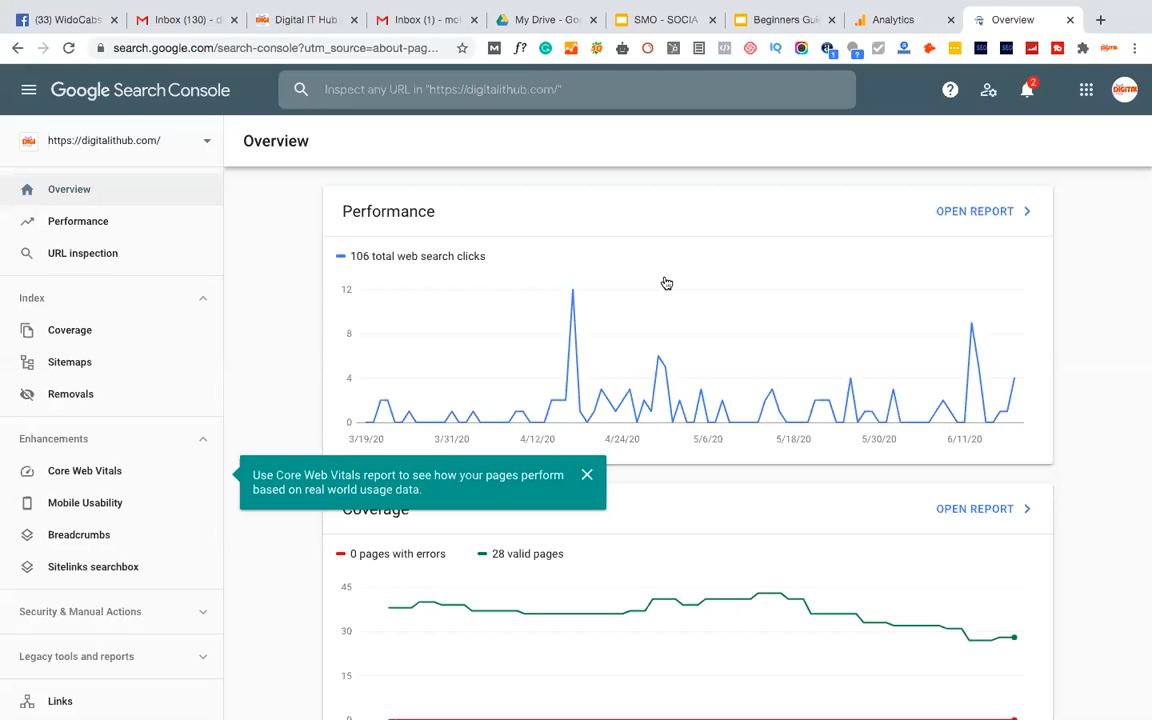 (33) WidoCabs
Inbox (130) - d
Digital IT Hub
Inbox (1) - mol
My Drive - Goo
SMO - SOCIA
Beginners Gui
Analytics
Overview
search.google.com/search-console?utm_source=about-pag...
Google Search Console
Inspect any URL in "https://digitalithub.com/"
2
https://digitalithub.com/
Overview
Overview
Performance
URL inspection
Index
Coverage
Sitemaps
Removals
Enhancements
Core Web Vitals
Mobile Usability
Breadcrumbs
Sitelinks searchbox
Security & Manual Actions
Legacy tools and reports
Links
Performance
OPEN REPORT
106 total web search clicks
12
8
4
0
3/19/20
3/31/20
4/12/20
4/24/20
5/6/20
5/18/20
5/30/20
6/11/20
Use Core Web Vitals report to see how your pages perform
based on real world usage data.
Coverage
OPEN REPORT
0 pages with errors
28 valid pages
45
30
15
0